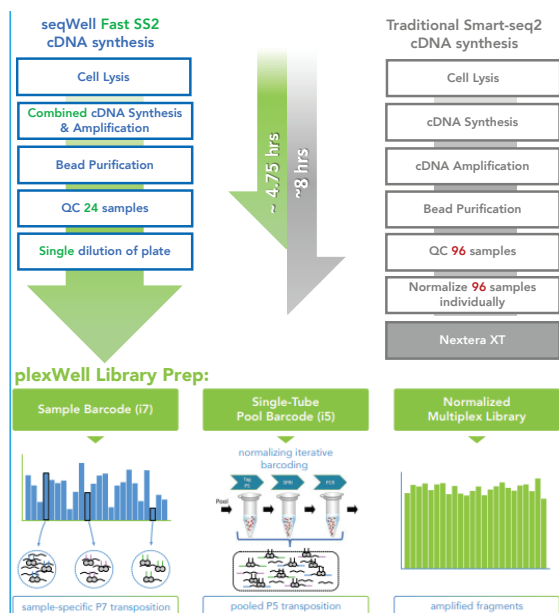 seqWell Fast SS2
cDNA synthesis
Cell Lysis
Combined cDNA Synthesis
& Amplification
Bead Purification
QC 24 samples
Single dilution of plate
~ 4.75 hrs
~8 hrs
Traditional Smart-seq2
cDNA synthesis
Cell Lysis
cDNA Synthesis
cDNA Amplification
Bead Purification
QC 96 samples
Normalize 96 samples
individually
Nextera XT
plexWell Library Prep:
Sample Barcode (i7)
sample-specific P7 transposition
Single-Tube
Pool Barcode (i5)
normalizing iterative
barcoding
Tag
P5
SPRI
PCR
Pool
pooled P5 transposition
Normalized
Multiplex Library
amplified fragments